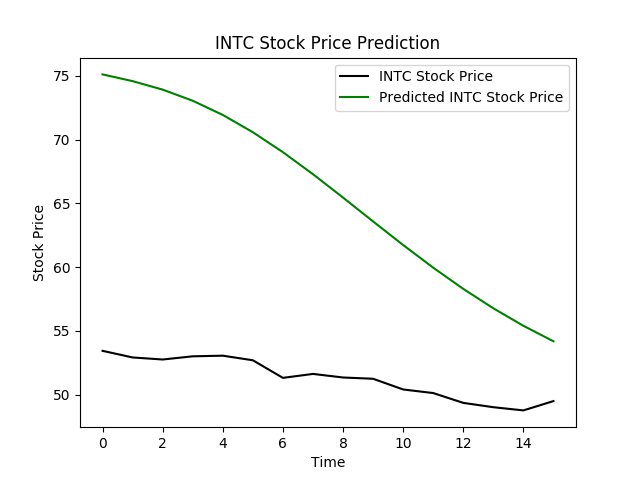 INTC Stock Price Prediction
INTC Stock Price
Predicted INTC Stock Price
Stock Price
75
70
65
60
55
50
0 2 4 6 8 10 12 14
Time